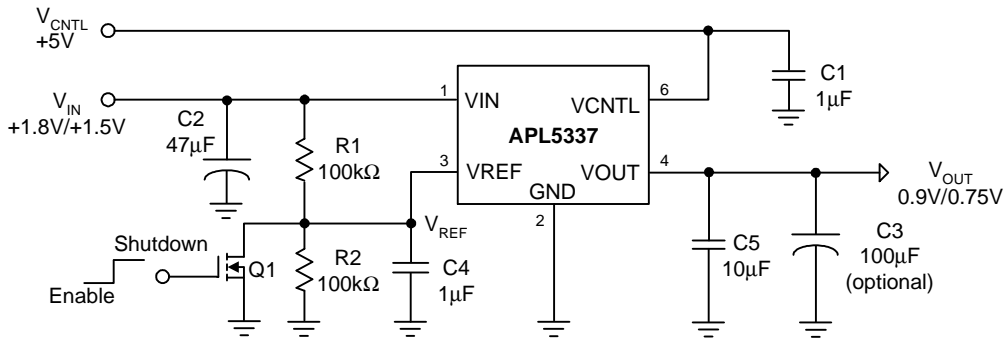 VCNTL
+5V
VIN
+1.8V/+1.5V
C2
47μF
R1
100kΩ
1
VIN
VCNTL
6
APL5337
3
VREF
VOUT
4
GND
2
C1
1μF
VOUT
0.9V/0.75V
VREF
Shutdown
Enable
Q1
R2
100kΩ
C4
1μF
C5
10μF
C3
100μF
(optional)